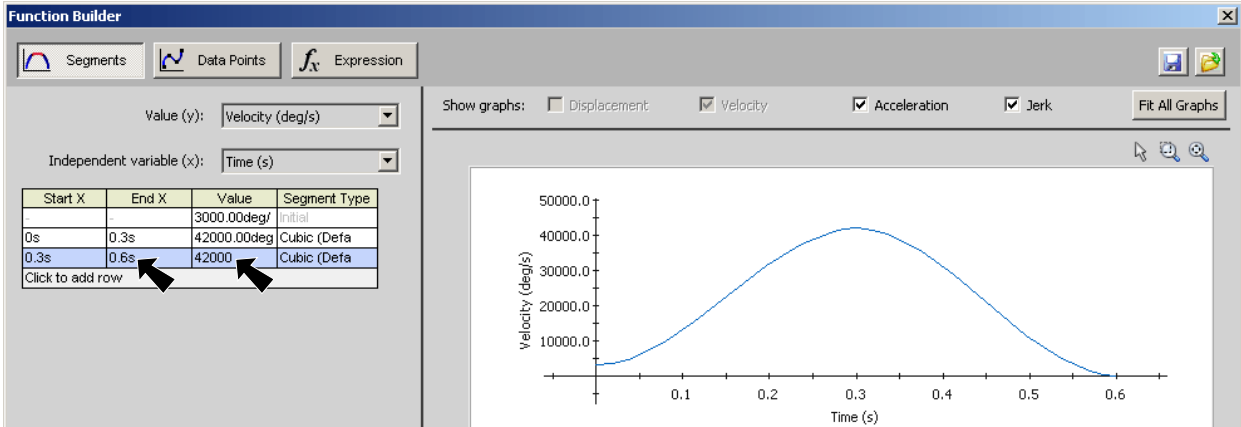 Function Builder
Segments Data Points fx Expression
Value (y): Velocity (deg/s)
Independent variable (x): Time (s)
Start X End X Value Segment Type
- - 3000.00deg/ Initial
0s 0.3s 42000.00deg Cubic (Defa
0.3s 0.6s 42000 Cubic (Defa
Click to add row
Show graphs: Displacement Velocity Acceleration Jerk Fit All Graphs
50000.0
40000.0
30000.0
20000.0
10000.0
Velocity (deg/s)
0.1 0.2 0.3 0.4 0.5 0.6
Time (s)